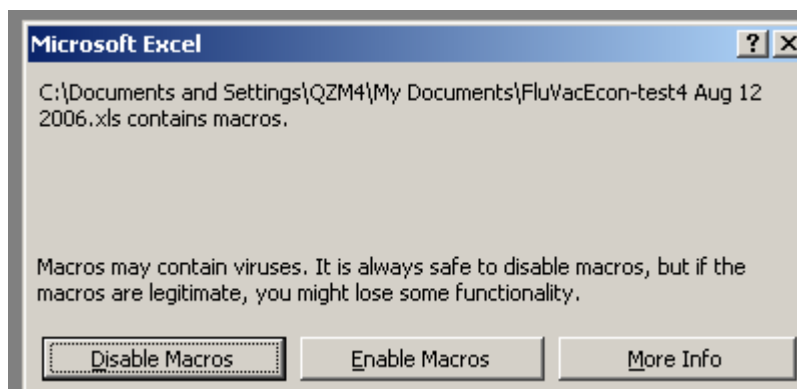 Microsoft Excel
? X
C:\Documents and Settings\QZM4\My Documents\FluVacEcon-test4 Aug 12
2006.xls contains macros.
Macros may contain viruses. It is always safe to disable macros, but if the
macros are legitimate, you might lose some functionality.
Disable Macros Enable Macros More Info